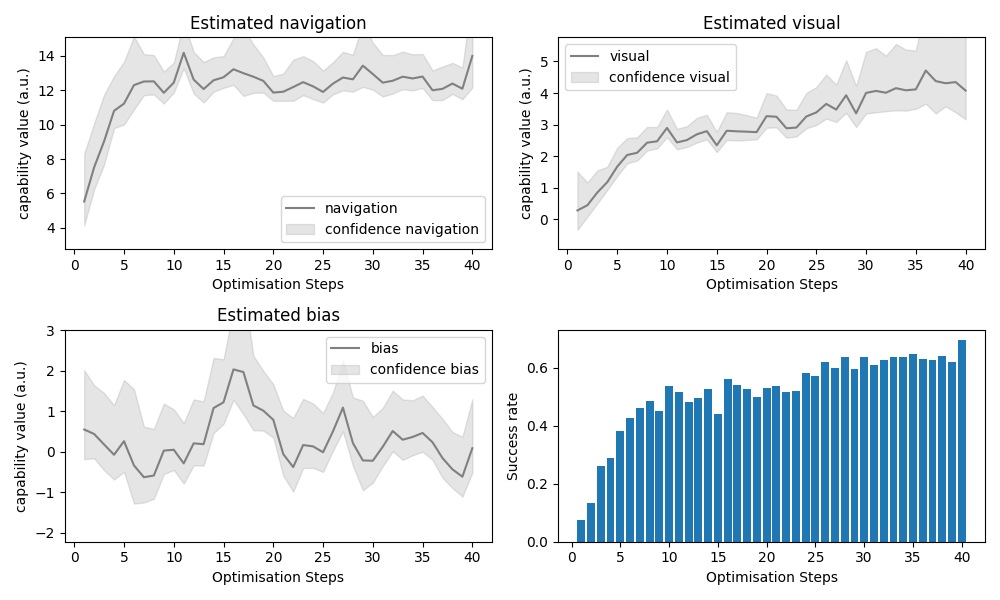 Estimated navigation
capability value (a.u.)
14
12
10
8
6
4
navigation
confidence navigation
0 5 10 15 20 25 30 35 40
Optimisation Steps
Estimated visual
capability value (a.u.)
5
4
3
2
1
0
visual
confidence visual
0 5 10 15 20 25 30 35 40
Optimisation Steps
Estimated bias
capability value (a.u.)
3
2
1
0
−1
−2
bias
confidence bias
0 5 10 15 20 25 30 35 40
Optimisation Steps
Success rate
0.6
0.4
0.2
0.0
0 5 10 15 20 25 30 35 40
Optimisation Steps